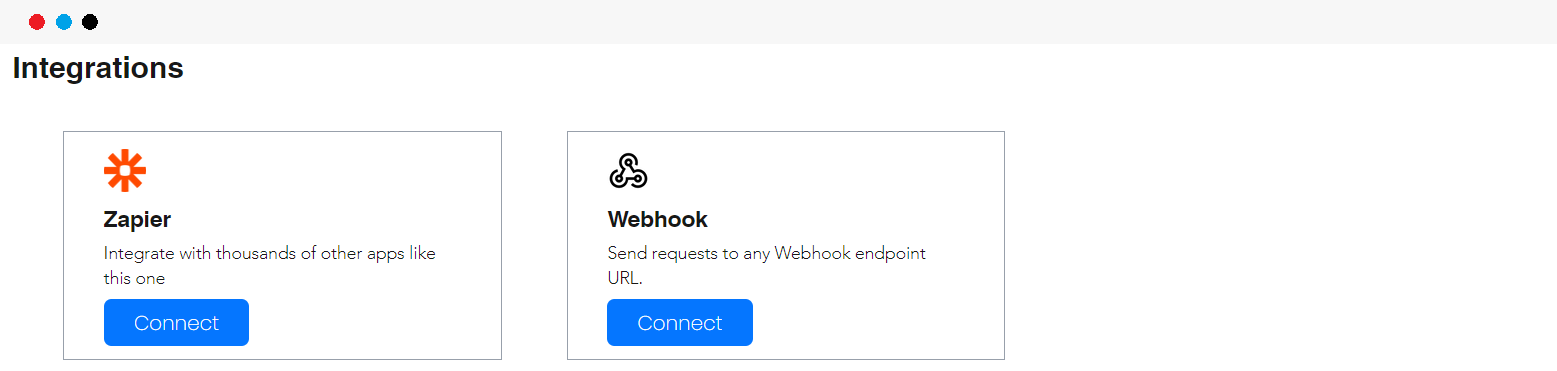 Integrations
Zapier
Integrate with thousands of other apps like
this one
Connect
Webhook
Send requests to any Webhook endpoint
URL.
Connect